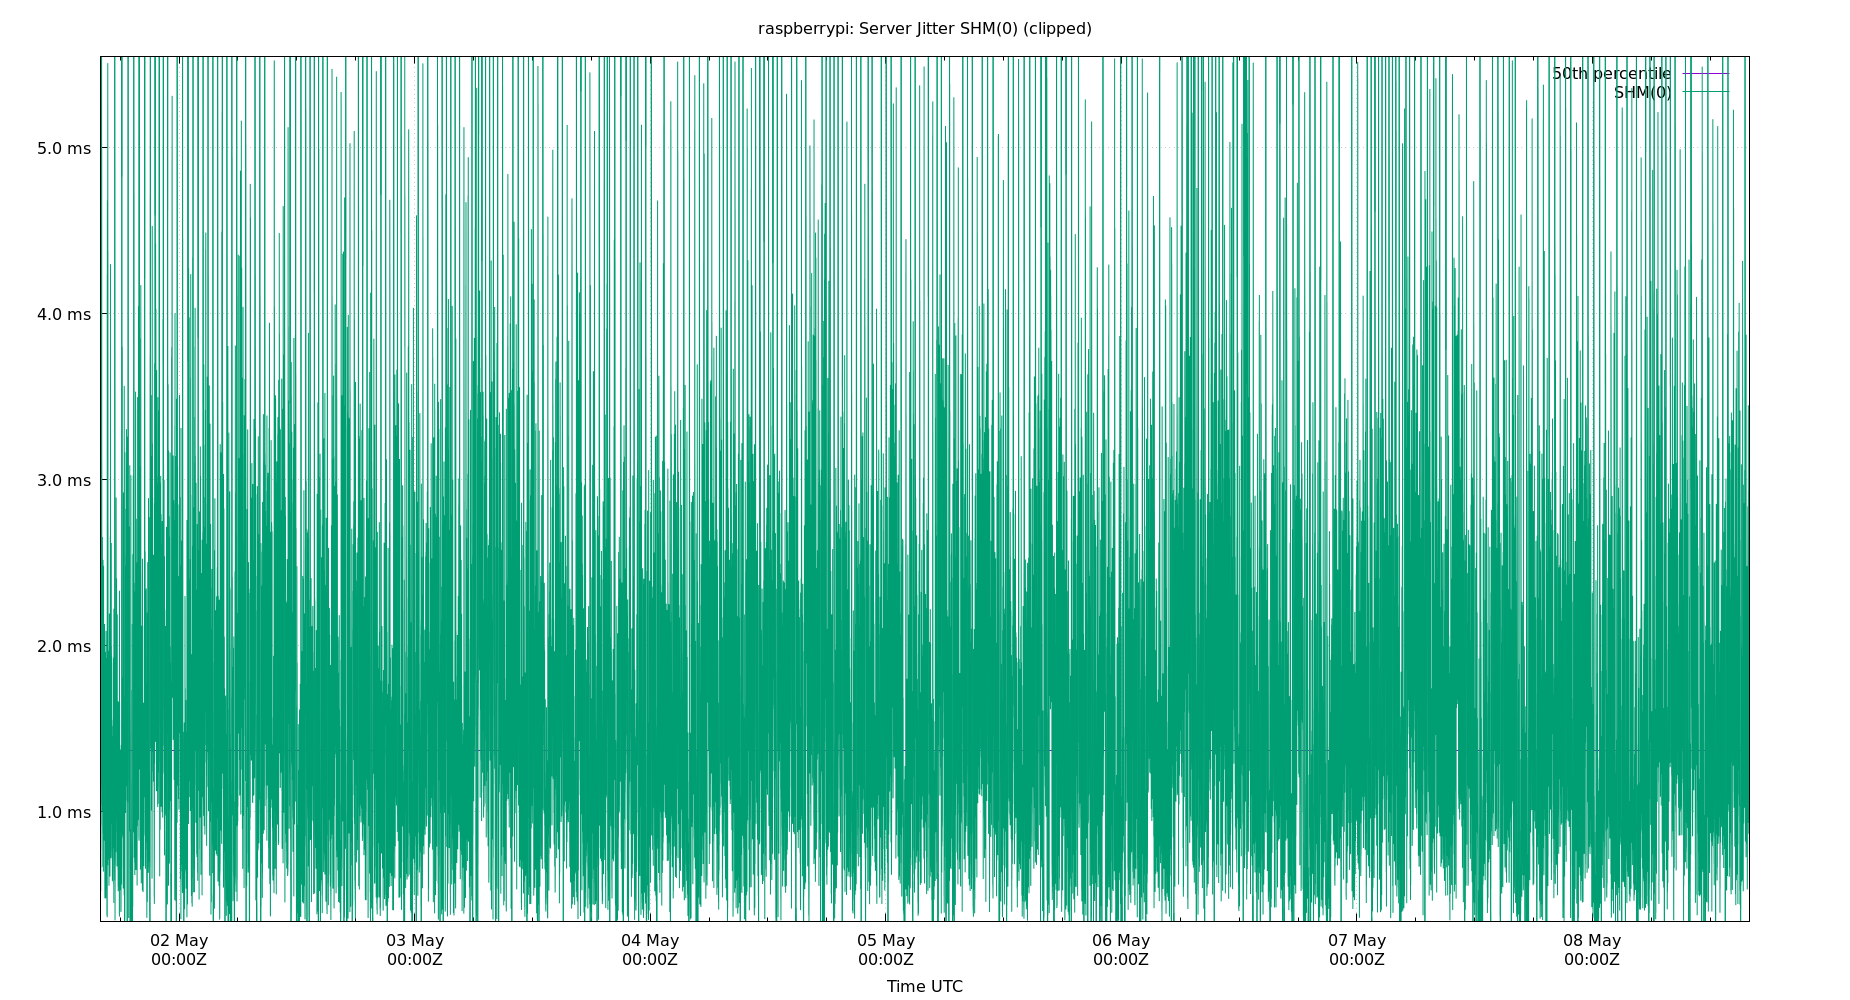 raspberrypi: Server Jitter SHM(0) (clipped)
50th percentile
SHM(0)
5.0 ms
4.0 ms
3.0 ms
2.0 ms
1.0 ms
02 May 03 May 04 May 05 May 06 May 07 May 08 May
00:00Z 00:00Z 00:00Z 00:00Z 00:00Z 00:00Z 00:00Z
Time UTC